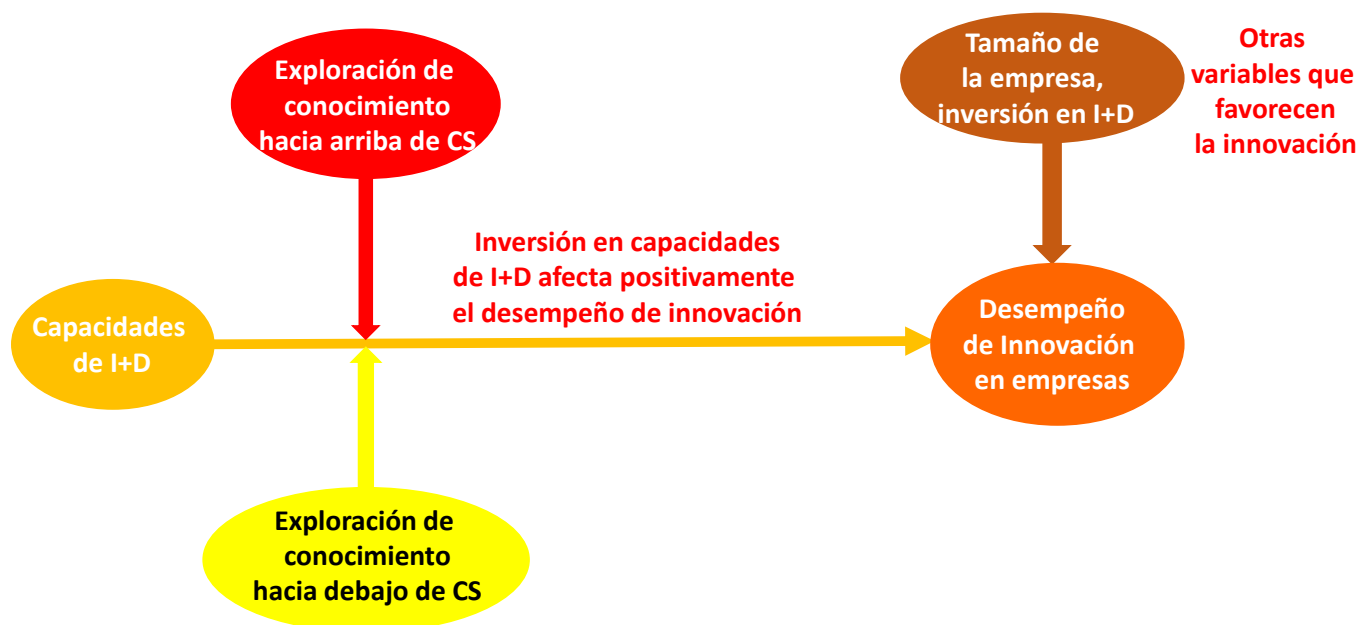 Exploración de
conocimiento
hacia arriba de CS
Tamaño de
la empresa,
inversión en I+D
Otras
variables que
favorecen
la innovación
Inversión en capacidades
de I+D afecta positivamente
el desempeño de innovación
Capacidades
de I+D
Desempeño
de Innovación
en empresas
Exploración de
conocimiento
hacia debajo de CS